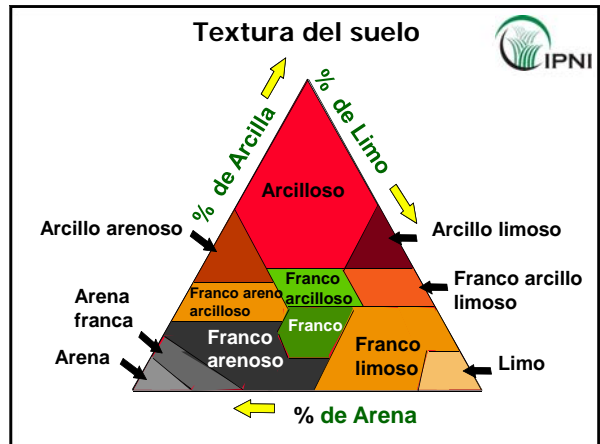 Textura del suelo
IPNI
% de Arcilla
% de Limo
Arcilloso
Arcillo arenoso
Arcillo limoso
Franco areno
arcilloso
Franco
arcilloso
Franco arcillo
limoso
Arena
franca
Franco
arenoso
Franco
Franco
limoso
Arena
Limo
% de Arena